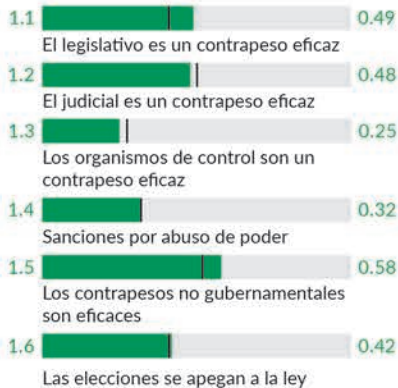 1.1 0.49
El legislativo es un contrapeso eficaz
1.2 0.48
El judicial es un contrapeso eficaz
1.3 0.25
Los organismos de control son un
contrapeso eficaz
1.4 0.32
Sanciones por abuso de poder
1.5 0.58
Los contrapesos no gubernamentales
son eficaces
1.6 0.42
Las elecciones se apegan a la ley